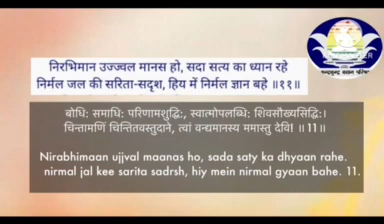 निरभिमान उज्ज्वल मानस हो, सदा सत्य का ध्यान रहे
निर्मल जल की सरिता-सदृश, हिय में निर्मल ज्ञान बहे ॥११॥
बोधि: समाधि: परिणामशुद्धि:, स्वात्मोपलब्धि: शिवसौख्यसिद्धि:।
चिन्तामणिं चिन्तितवस्तुदाने, त्वां वन्द्यमानस्य ममास्तु देवि! ॥11॥
Nirabhimaan ujjval maanas ho, sada saty ka dhyaan rahe.
nirmal jal kee sarita sadrsh, hiy mein nirmal gyaan bahe. 11.